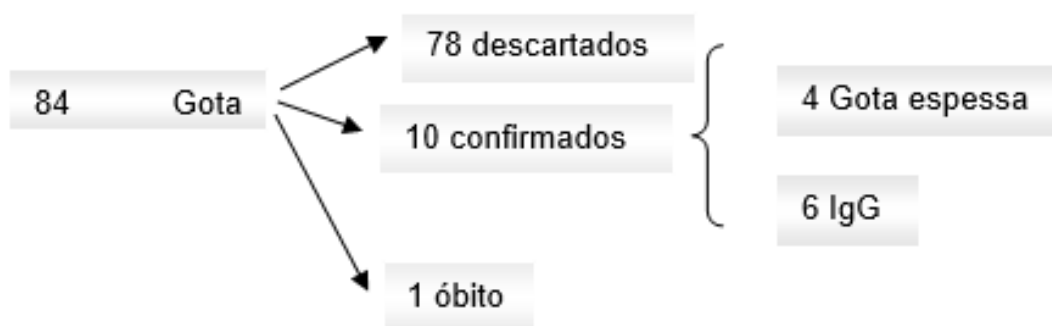 84 Gota
78 descartados
10 confirmados
1 óbito
4 Gota espessa
6 IgG